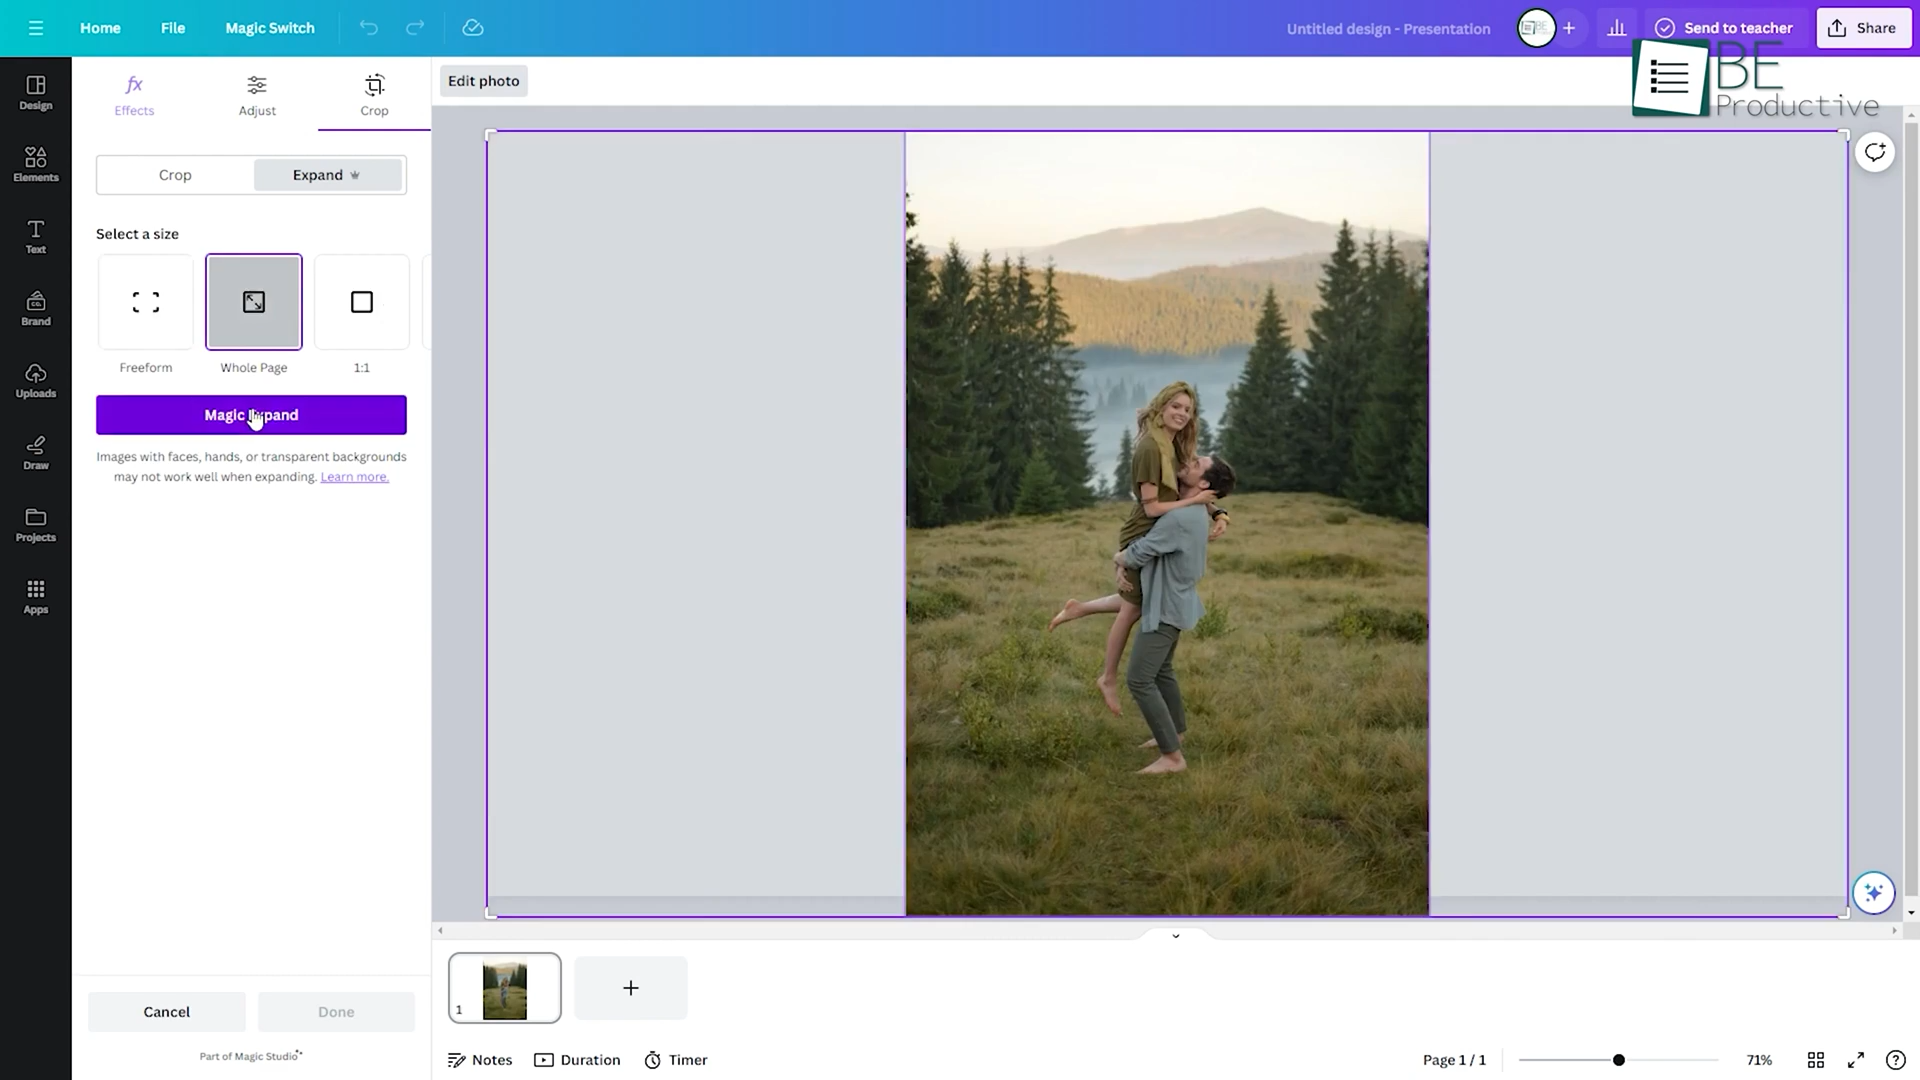 Home File Magic Switch Untitled design - Presentation Send to teacher Share
BE
Productive
Design
Elements
Text
Brand
Uploads
Draw
Projects
Apps
fx
Effects Adjust Crop
Edit photo
Crop Expand
Select a size
Freeform Whole Page 1:1
Magic Expand
Images with faces, hands, or transparent backgrounds
may not work well when expanding. Learn more.
Cancel Done
Part of Magic Studio
1
Notes Duration Timer Page 1 / 1 71%